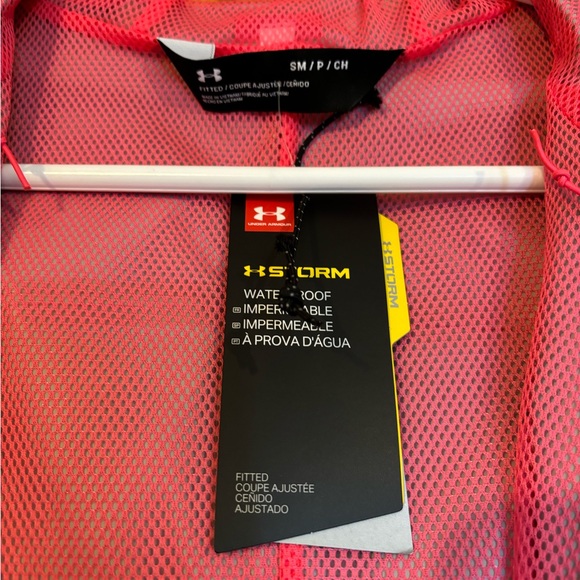 SM / P / CH
FITTED / COUPE AJUSTÉE / CEÑIDO
UNDER ARMOUR
STORM
WATERPROOF
IMPERMÉABLE
IMPERMEABLE
À PROVA D'ÁGUA
FITTED
COUPE AJUSTÉE
CEÑIDO
AJUSTADO
STORM